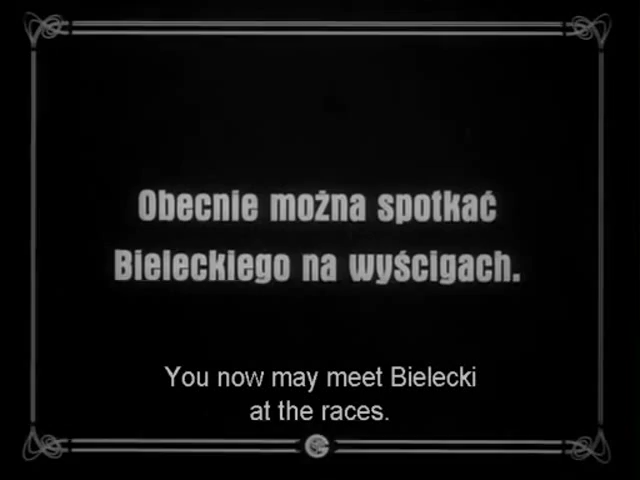 Obecnie można spotkać
Bieleckiego na wyścigach.
You now may meet Bielecki
at the races.